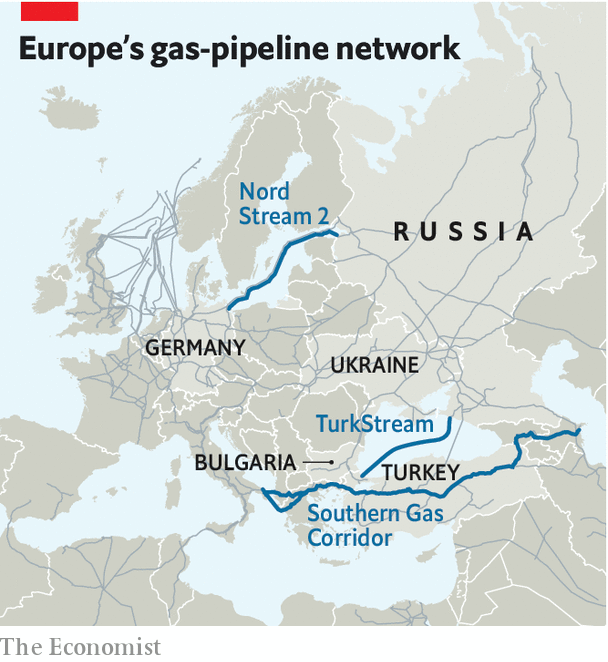 Europe's gas-pipeline network
Nord
Stream 2
RUSSIA
GERMANY
UKRAINE
TurkStream
BULGARIA
TURKEY
Southern Gas
Corridor
The Economist